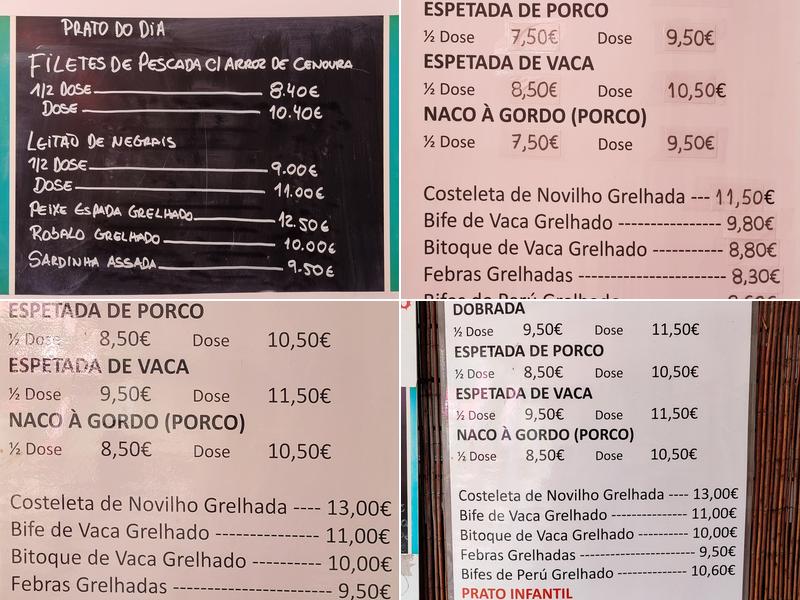 PRATO DO DIA
FILETES DE PESCADA C/ ARROZ DE CENOURA
1/2 DOSE 8.40€
DOSE 10.40€
LEITÃO DE NEGRAIS
1/2 DOSE 9.00€
DOSE 11.00€
PEIXE ESPADA GRELHADO 12.50€
ROBALO GRELHADO 10.00€
SARDINHA ASSADA 9.50€
ESPETADA DE PORCO
½ Dose 7,50€ Dose 9,50€
ESPETADA DE VACA
½ Dose 8,50€ Dose 10,50€
NACO À GORDO (PORCO)
½ Dose 7,50€ Dose 9,50€
Costeleta de Novilho Grelhada --- 11,50€
Bife de Vaca Grelhado ---------------- 9,80€
Bitoque de Vaca Grelhado ----------- 8,80€
Febras Grelhadas ----------------------- 8,30€
Bifes de Perú Grelhado
ESPETADA DE PORCO
½ Dose 8,50€ Dose 10,50€
ESPETADA DE VACA
½ Dose 9,50€ Dose 11,50€
NACO À GORDO (PORCO)
½ Dose 8,50€ Dose 10,50€
Costeleta de Novilho Grelhada ---- 13,00€
Bife de Vaca Grelhado ---------------- 11,00€
Bitoque de Vaca Grelhado ----------- 10,00€
Febras Grelhadas ----------------------- 9,50€
DOBRADA
½ Dose 9,50€ Dose 11,50€
ESPETADA DE PORCO
½ Dose 8,50€ Dose 10,50€
ESPETADA DE VACA
½ Dose 9,50€ Dose 11,50€
NACO À GORDO (PORCO)
½ Dose 8,50€ Dose 10,50€
Costeleta de Novilho Grelhada ---- 13,00€
Bife de Vaca Grelhado ---------------- 11,00€
Bitoque de Vaca Grelhado ----------- 10,00€
Febras Grelhadas ----------------------- 9,50€
Bifes de Perú Grelhado -------------- 10,60€
PRATO INFANTIL